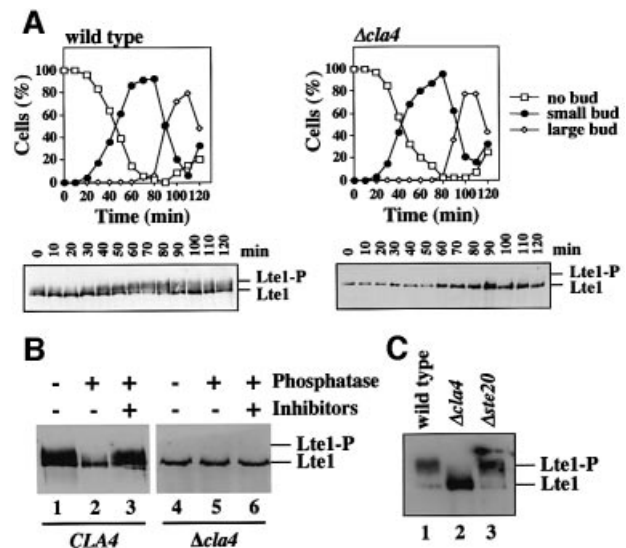 A
wild type
Δcla4
100
80
60
40
20
0
Cells (%)
0 20 40 60 80 100 120
Time (min)
100
80
60
40
20
0
Cells (%)
0 20 40 60 80 100 120
Time (min)
no bud
small bud
large bud
0 10 20 30 40 50 60 70 80 90 100 110 120 min
Lte1-P
Lte1
0 10 20 30 40 50 60 70 80 90 100 110 120 min
Lte1-P
Lte1
B
- + + - + + Phosphatase
+ + Inhibitors
Lte1-P
Lte1
1 2 3 4 5 6
CLA4 Δcla4
C
wild type
Δcla4
Δste20
Lte1-P
Lte1
1 2 3